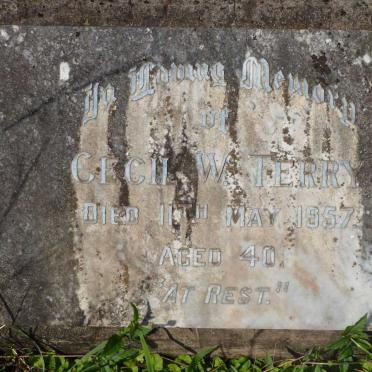 In Loving Memory
of
CECIL W. TERRY
DIED 11TH MAY 1957
AGED 40.
"AT REST."